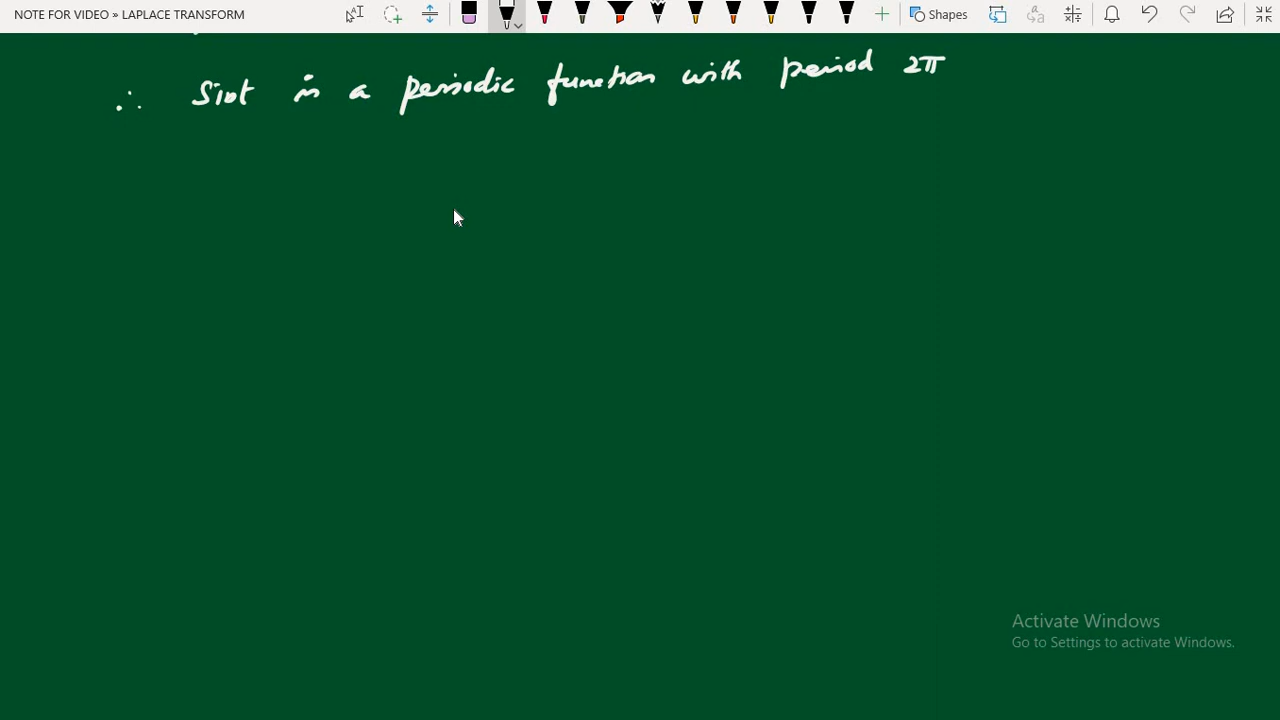 NOTE FOR VIDEO » LAPLACE TRANSFORM
Shapes
∴ Sint is a periodic function with period 2π
Activate Windows
Go to Settings to activate Windows.